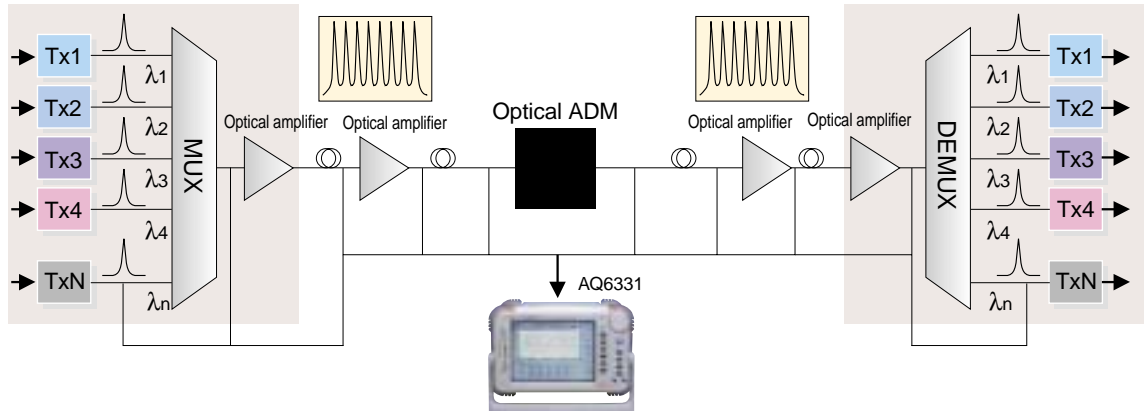 Tx1
λ1
Tx2
λ2
Tx3
λ3
Tx4
λ4
TxN
λn
MUX
Optical amplifier
Optical amplifier
Optical ADM
Optical amplifier
Optical amplifier
AQ6331
DEMUX
Tx1
λ1
Tx2
λ2
Tx3
λ3
Tx4
λ4
TxN
λn